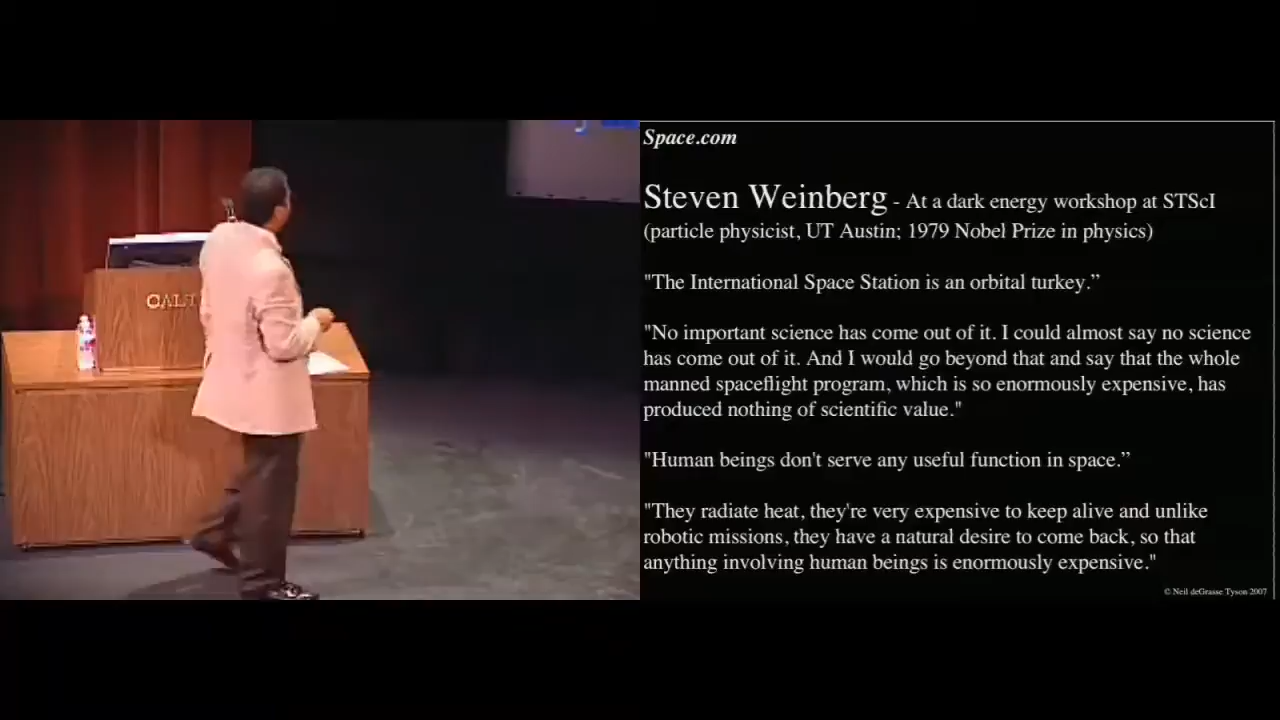 CALT
Space.com
Steven Weinberg - At a dark energy workshop at STScI
(particle physicist, UT Austin; 1979 Nobel Prize in physics)
"The International Space Station is an orbital turkey.”
"No important science has come out of it. I could almost say no science
has come out of it. And I would go beyond that and say that the whole
manned spaceflight program, which is so enormously expensive, has
produced nothing of scientific value."
"Human beings don't serve any useful function in space.”
"They radiate heat, they're very expensive to keep alive and unlike
robotic missions, they have a natural desire to come back, so that
anything involving human beings is enormously expensive."
© Neil deGrasse Tyson 2007